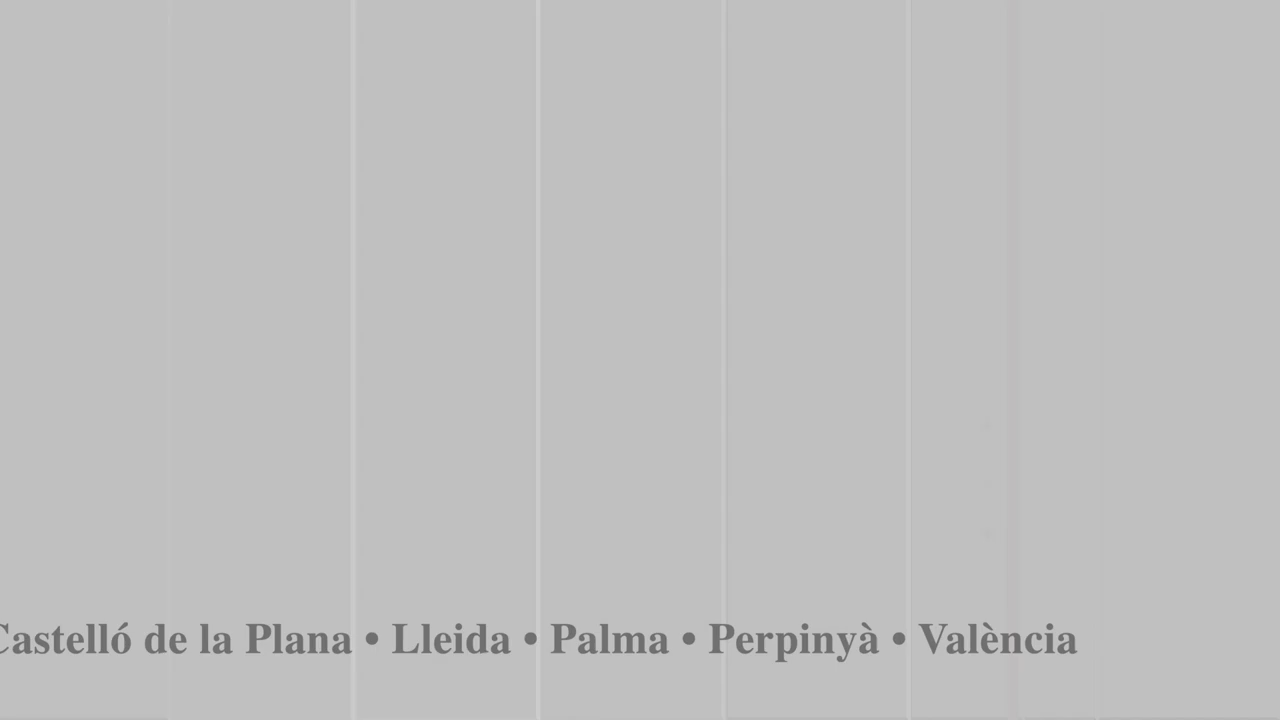 Castelló de la Plana • Lleida • Palma • Perpinyà • València